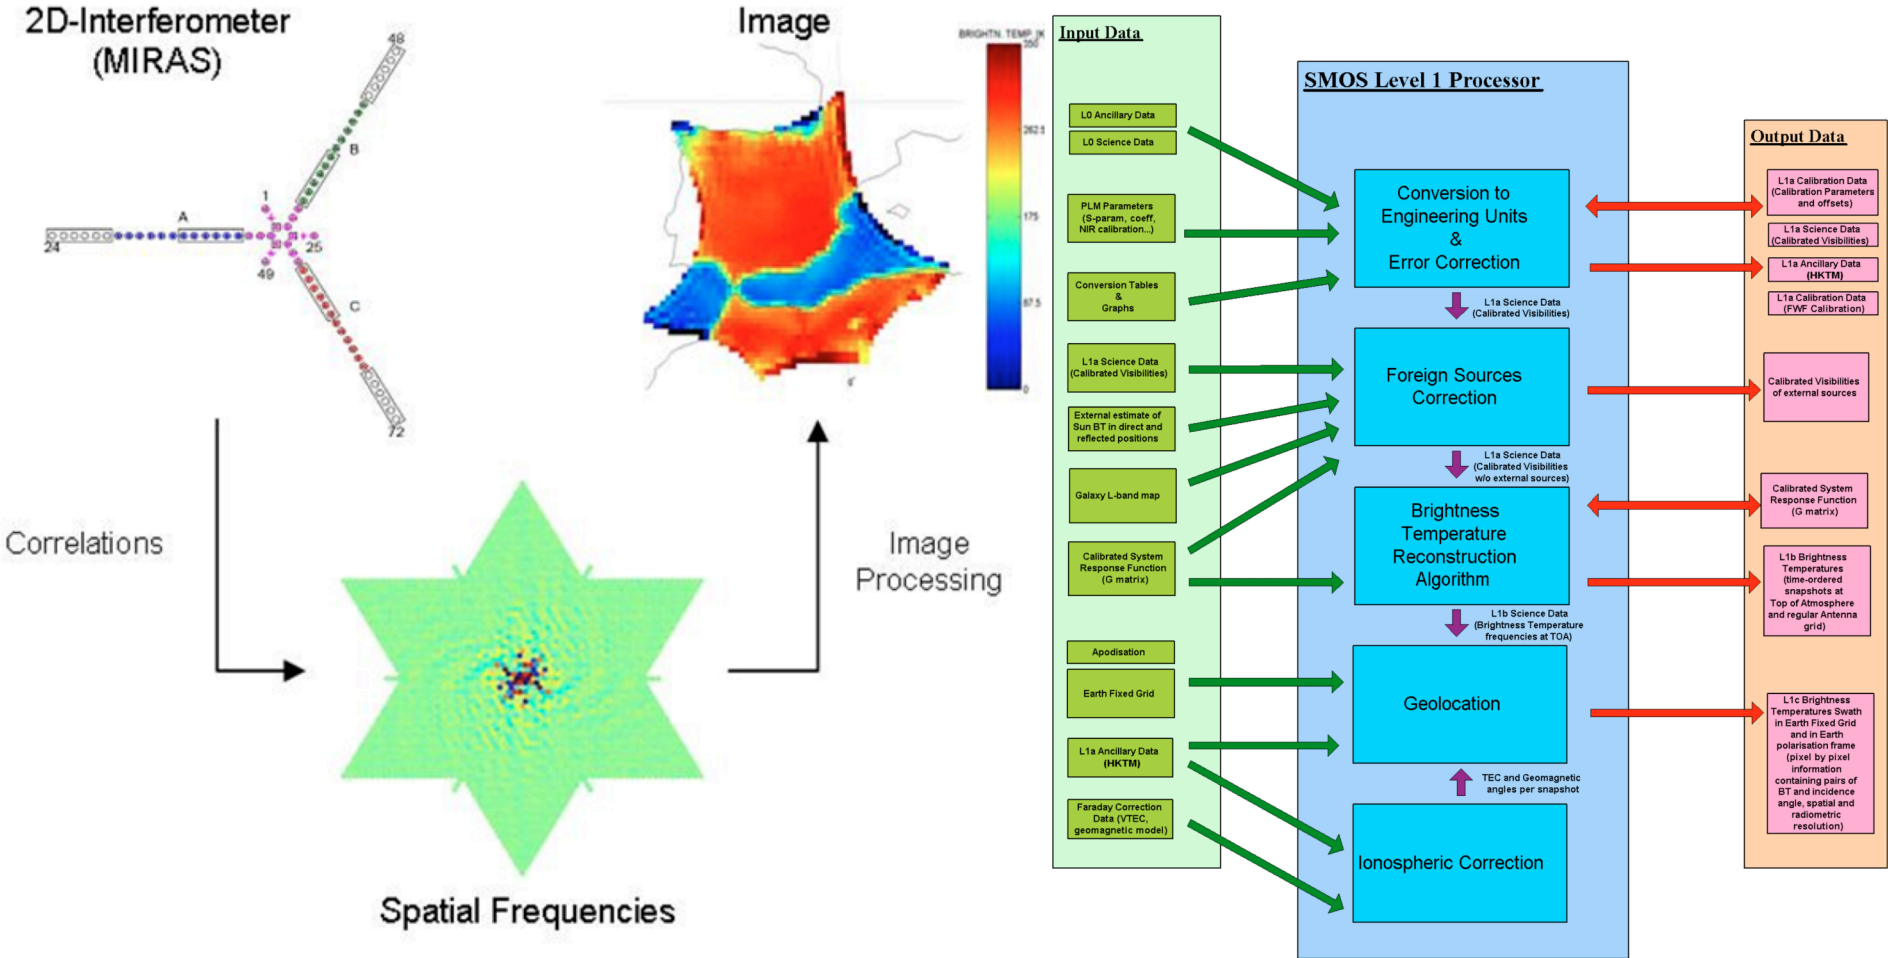 2D-Interferometer
(MIRAS)
48
B
1
A
24
25
49
C
72
Image
BRIGHTN. TEMP. [K
350
262.5
175
87.5
0
Correlations
Image
Processing
Spatial Frequencies
Input Data
L0 Ancillary Data
L0 Science Data
PLM Parameters
(S-param, coeff,
NIR calibration...)
Conversion Tables
&
Graphs
L1a Science Data
(Calibrated Visibilities)
External estimate of
Sun BT in direct and
reflected positions
Galaxy L-band map
Calibrated System
Response Function
(G matrix)
Apodisation
Earth Fixed Grid
L1a Ancillary Data
(HKTM)
Faraday Correction
Data (VTEC,
geomagnetic model)
SMOS Level 1 Processor
Conversion to
Engineering Units
&
Error Correction
L1a Science Data
(Calibrated Visibilities)
Foreign Sources
Correction
L1a Science Data
(Calibrated Visibilities
w/o external sources)
Brightness
Temperature
Reconstruction
Algorithm
L1b Science Data
(Brightness Temperature
frequencies at TOA)
Geolocation
TEC and Geomagnetic
angles per snapshot
Ionospheric Correction
Output Data
L1a Calibration Data
(Calibration Parameters
and offsets)
L1a Science Data
(Calibrated Visibilities)
L1a Ancillary Data
(HKTM)
L1a Calibration Data
(FWF Calibration)
Calibrated Visibilities
of external sources
Calibrated System
Response Function
(G matrix)
L1b Brightness
Temperatures
(time-ordered
snapshots at
Top of Atmosphere
and regular Antenna
grid)
L1c Brightness
Temperatures Swath
in Earth Fixed Grid
and in Earth
polarisation frame
(pixel by pixel
information
containing pairs of
BT and incidence
angle, spatial and
radiometric
resolution)